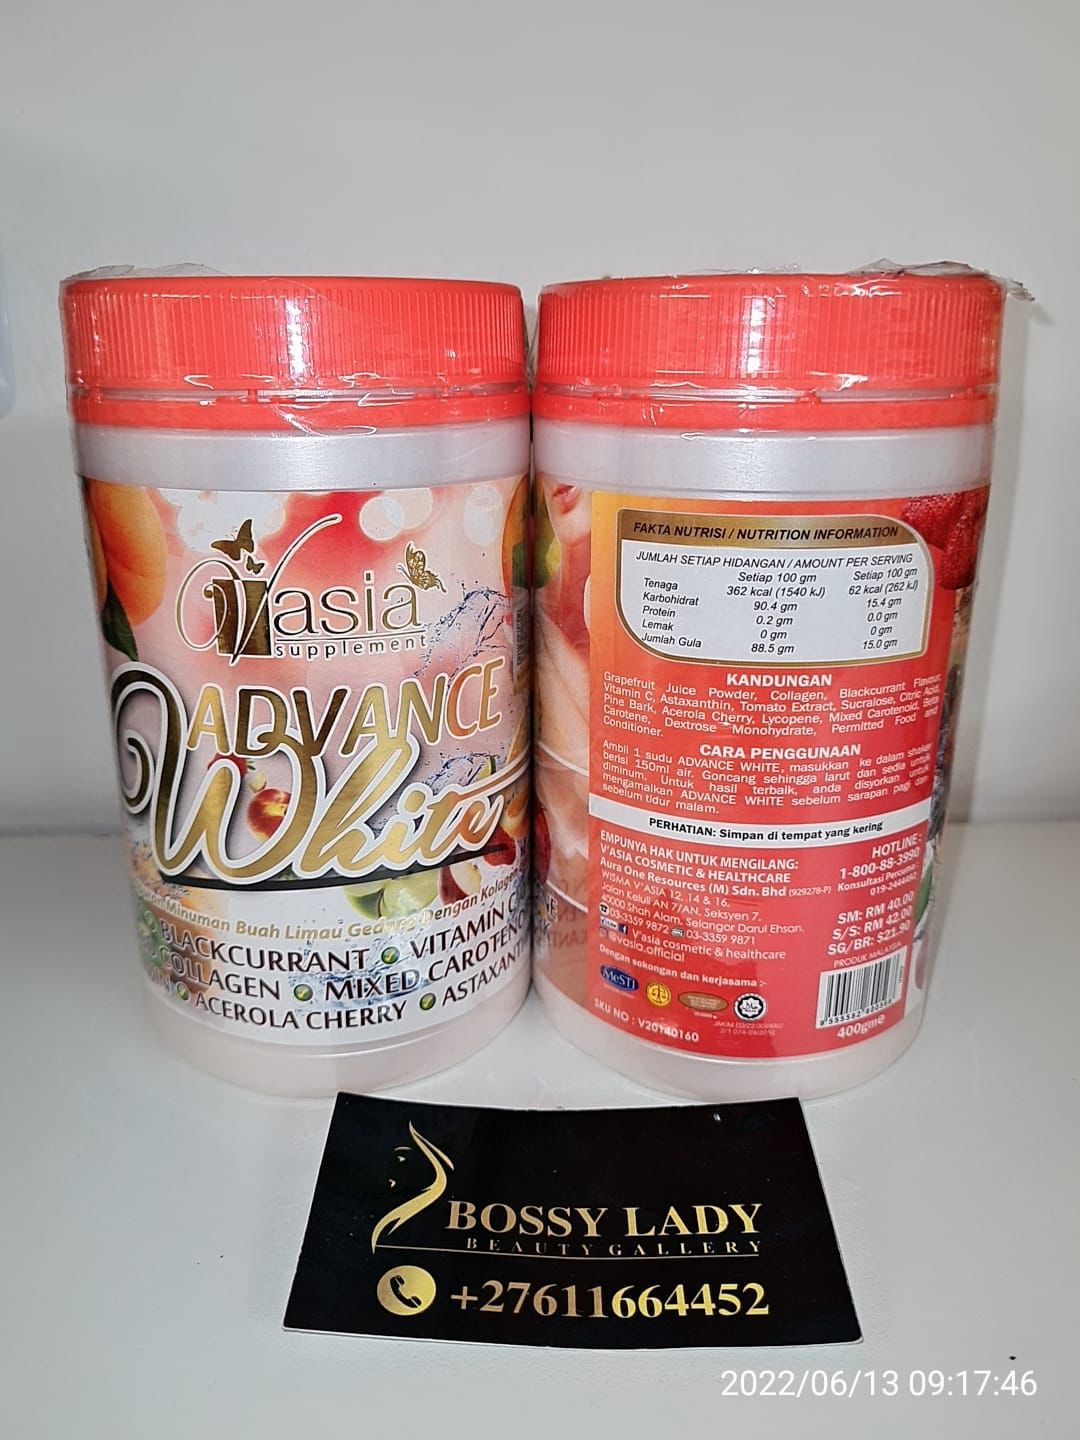 V'asia
supplement
ADVANCE
White
Minuman Buah Limau Gedang Dengan Kolagen
BLACKCURRANT VITAMIN C
COLLAGEN MIXED CAROTENO
ACEROLA CHERRY ASTAXANT
FAKTA NUTRISI / NUTRITION INFORMATION
JUMLAH SETIAP HIDANGAN / AMOUNT PER SERVING
Setiap 100 gm Setiap 100 gm
Tenaga 362 kcal (1540 kJ) 62 kcal (262 kJ)
Karbohidrat 90.4 gm 15.4 gm
Protein 0.2 gm 0.0 gm
Lemak 0 gm 0 gm
Jumlah Gula 88.5 gm 15.0 gm
KANDUNGAN
Grapefruit Juice Powder, Collagen, Blackcurrant Flavour,
Vitamin C, Astaxanthin, Tomato Extract, Sucralose, Citric Acid,
Pine Bark, Acerola Cherry, Lycopene, Mixed Carotenoid, Beta
Carotene, Dextrose Monohydrate, Permitted Food and
Conditioner.
CARA PENGGUNAAN
Ambil 1 sudu ADVANCE WHITE, masukkan ke dalam shaker
berisi 150ml air. Goncang sehingga larut dan sedia untuk
diminum. Untuk hasil terbaik, anda disyorkan untuk
mengamalkan ADVANCE WHITE sebelum sarapan pagi dan
sebelum tidur malam.
PERHATIAN: Simpan di tempat yang kering
EMPUNYA HAK UNTUK MENGILANG:
V'ASIA COSMETIC & HEALTHCARE
Aura One Resources (M) Sdn. Bhd (929278-P)
WISMA V'ASIA 12, 14 & 16,
Jalan Keluli AN 7/AN, Seksyen 7,
40000 Shah Alam, Selangor Darul Ehsan.
03-3359 9872 03-3359 9871
V'asia cosmetic & healthcare
@vasia.official
Dengan sokongan dan kerjasama :-
MeSTI
SKU NO : V20140160
HOTLINE :
1-800-88-3990
Konsultasi Percuma :
019-2444492
SM: RM 40.00
S/S: RM 42.00
SG/BR: $21.90
PRODUK MALAYSIA
400gme
BOSSY LADY
BEAUTY GALLERY
+27611664452
2022/06/13 09:17:46